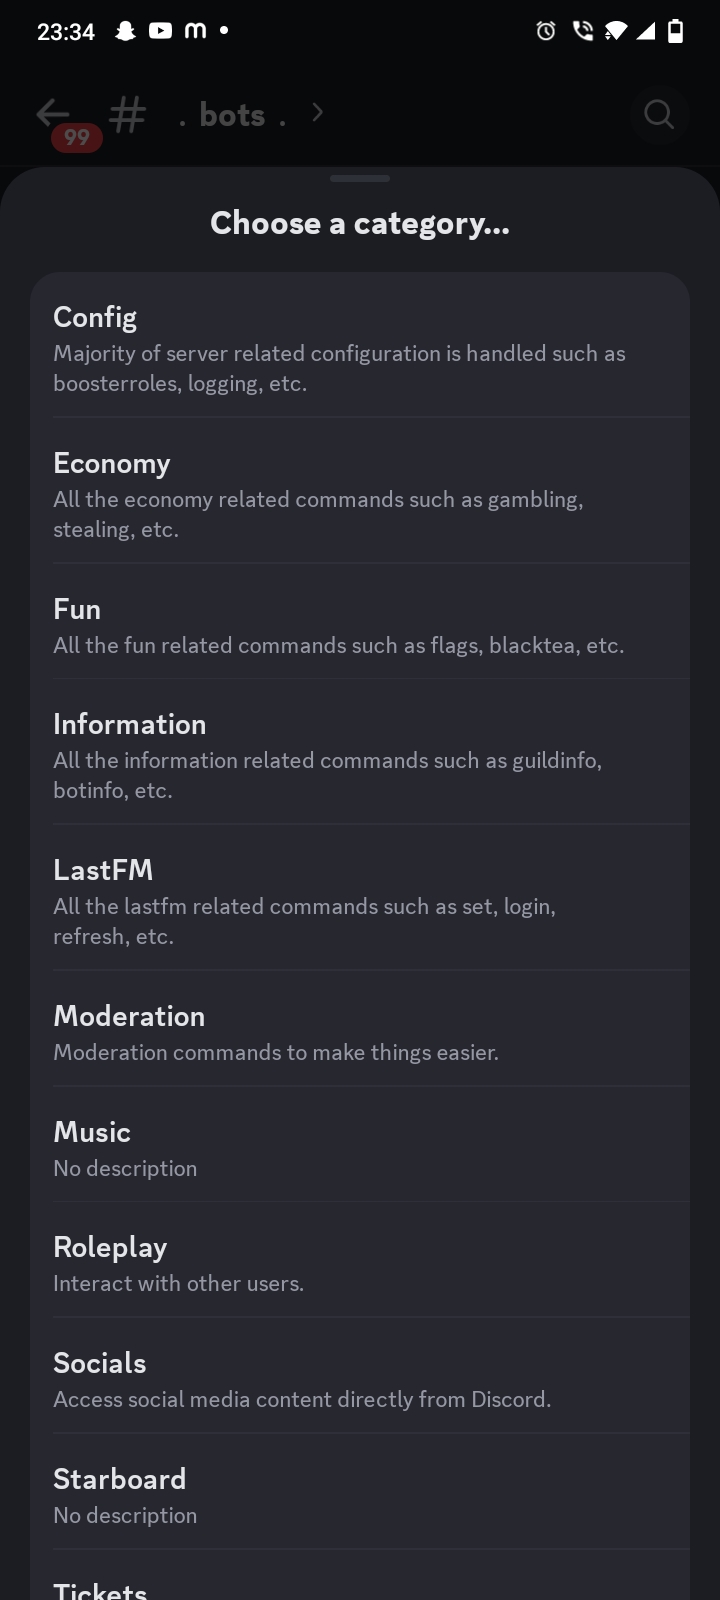 23:34
. bots .
99
Choose a category...
Config
Majority of server related configuration is handled such as
boosterroles, logging, etc.
Economy
All the economy related commands such as gambling,
stealing, etc.
Fun
All the fun related commands such as flags, blacktea, etc.
Information
All the information related commands such as guildinfo,
botinfo, etc.
LastFM
All the lastfm related commands such as set, login,
refresh, etc.
Moderation
Moderation commands to make things easier.
Music
No description
Roleplay
Interact with other users.
Socials
Access social media content directly from Discord.
Starboard
No description
Tickets